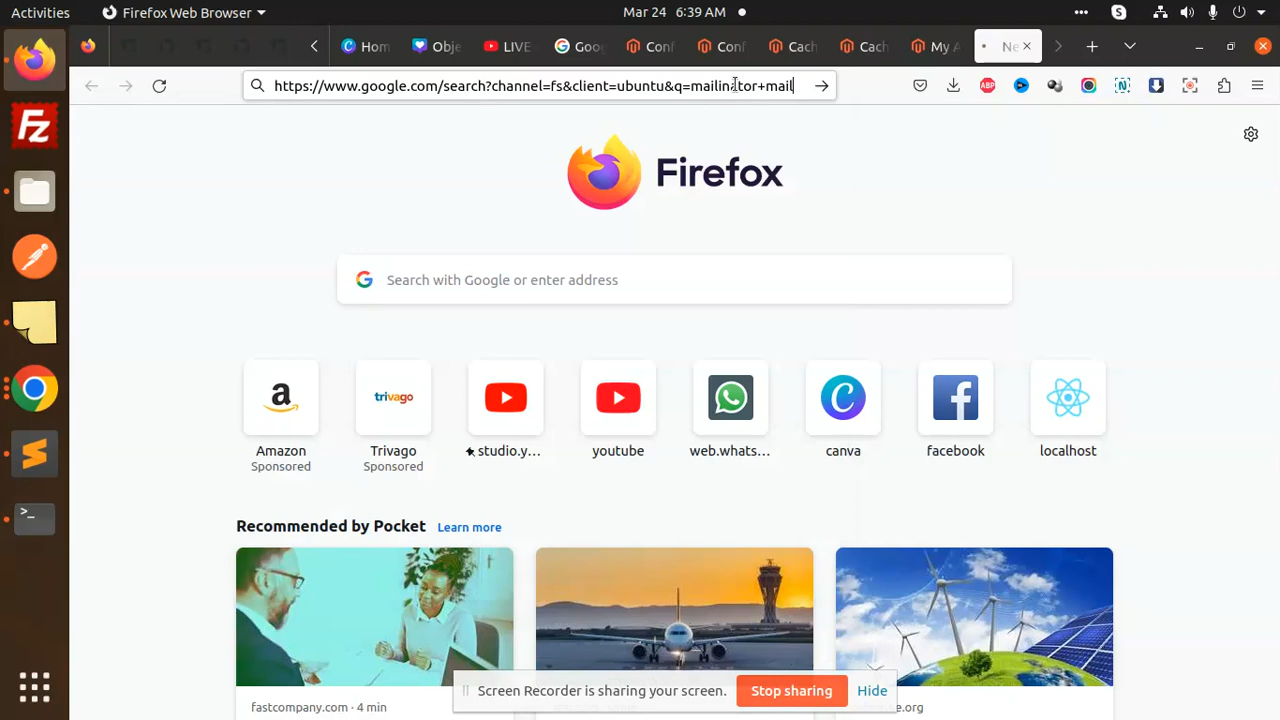 Activities
Firefox Web Browser
Mar 24 6:39 AM
Hom
Obje
LIVE
Goog
Conf
Conf
Cach
Cach
My A
Ne
https://www.google.com/search?channel=fs&client=ubuntu&q=mailinator+mail
ABP
Firefox
Search with Google or enter address
Amazon
Sponsored
trivago
Trivago
Sponsored
studio.y...
youtube
web.whats...
canva
facebook
localhost
Recommended by Pocket
Learn more
Screen Recorder is sharing your screen.
Stop sharing
Hide
fastcompany.com · 4 min